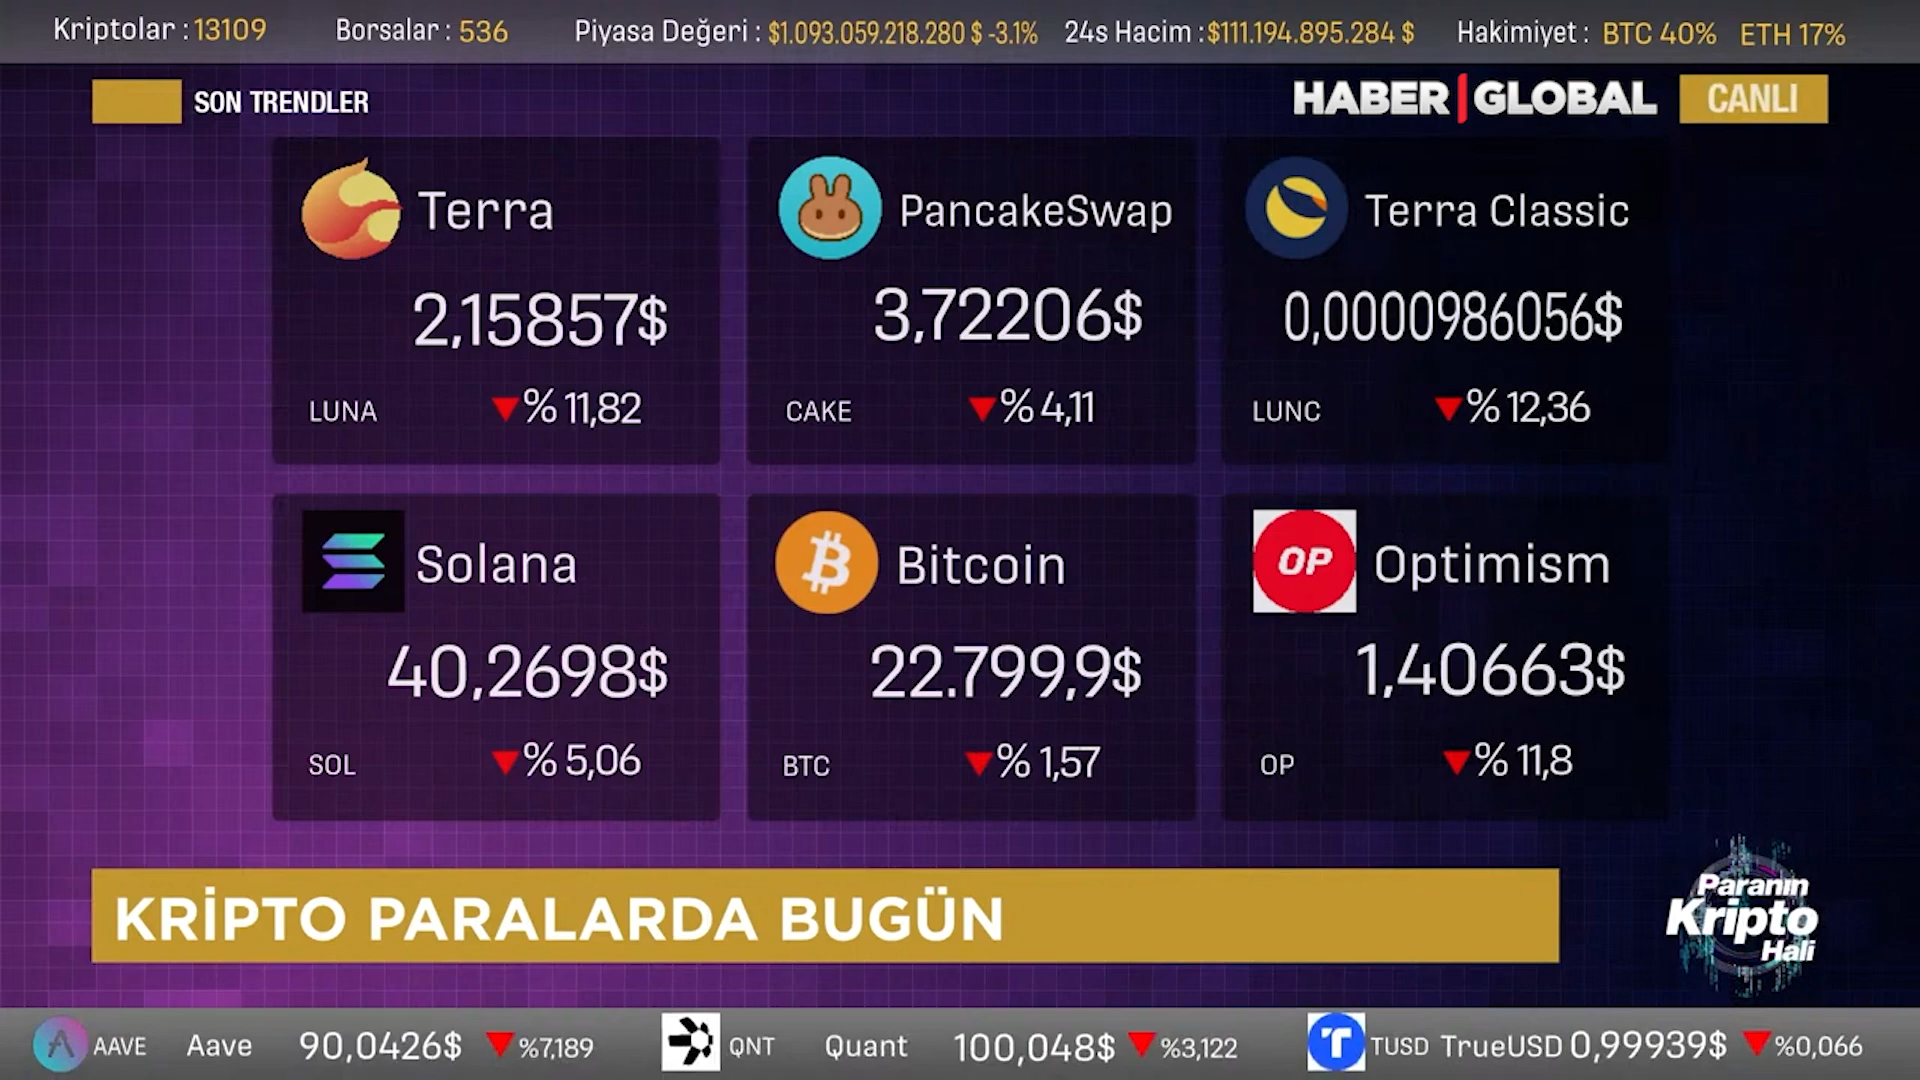 Kriptolar : 13109 Borsalar : 536 Piyasa Değeri : $1.093.059.218.280 $ -3.1% 24s Hacim : $111.194.895.284 $ Hakimiyet : BTC 40% ETH 17%
SON TRENDLER
HABER GLOBAL CANLI
Terra
2,15857$
LUNA % 11,82
PancakeSwap
3,72206$
CAKE % 4,11
Terra Classic
0,0000986056$
LUNC % 12,36
Solana
40,2698$
SOL % 5,06
Bitcoin
22.799,9$
BTC % 1,57
OP Optimism
1,40663$
OP % 11,8
KRİPTO PARALARDA BUGÜN
Paranın
Kripto
Hali
AAVE Aave 90,0426$ %7,189 QNT Quant 100,048$ %3,122 TUSD TrueUSD 0,99939$ %0,066